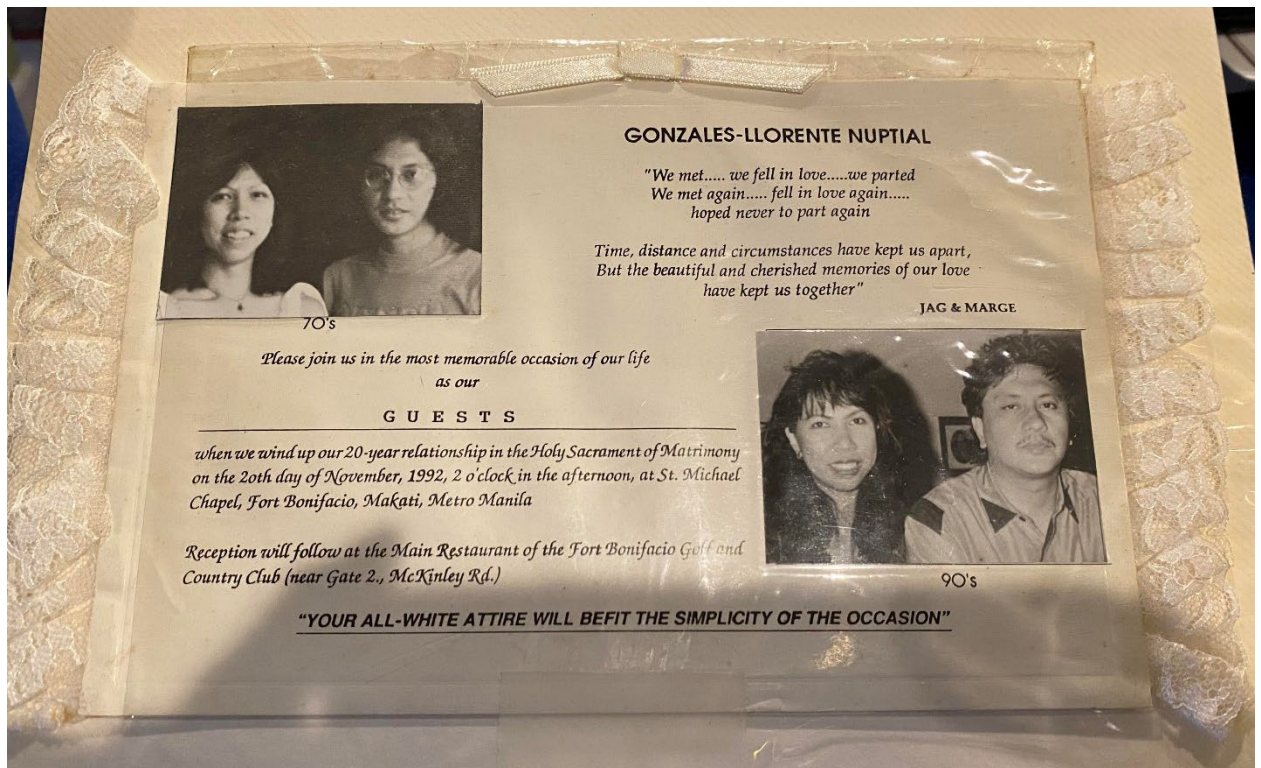 GONZALES-LLORENTE NUPTIAL
"We met..... we fell in love.....we parted
We met again..... fell in love again.....
hoped never to part again
Time, distance and circumstances have kept us apart,
But the beautiful and cherished memories of our love
have kept us together"
JAG & MARGE
70's
Please join us in the most memorable occasion of our life
as our
GUESTS
when we wind up our 20-year relationship in the Holy Sacrament of Matrimony
on the 20th day of November, 1992, 2 o'clock in the afternoon, at St. Michael
Chapel, Fort Bonifacio, Makati, Metro Manila
Reception will follow at the Main Restaurant of the Fort Bonifacio Golf and
Country Club (near Gate 2., McKinley Rd.)
90's
"YOUR ALL-WHITE ATTIRE WILL BEFIT THE SIMPLICITY OF THE OCCASION"